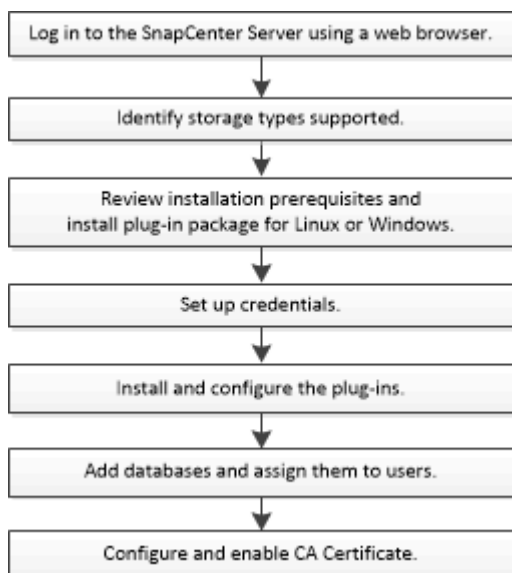 Log in to the SnapCenter Server using a web browser.
Identify storage types supported.
Review installation prerequisites and
install plug-in package for Linux or Windows.
Set up credentials.
Install and configure the plug-ins.
Add databases and assign them to users.
Configure and enable CA Certificate.